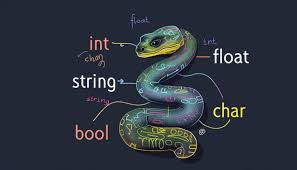 float
int
int
char
float
string
string
char
bool
@